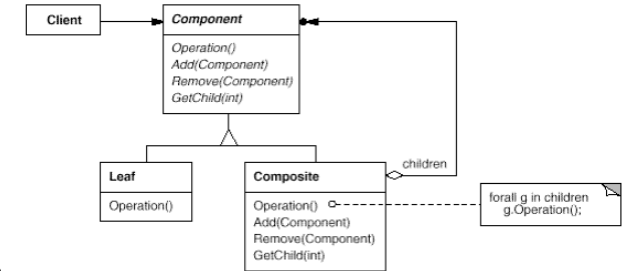 Client
Component
Operation()
Add(Component)
Remove(Component)
GetChild(int)
Leaf
Operation()
Composite
Operation()
Add(Component)
Remove(Component)
GetChild(int)
children
forall g in children
g.Operation();